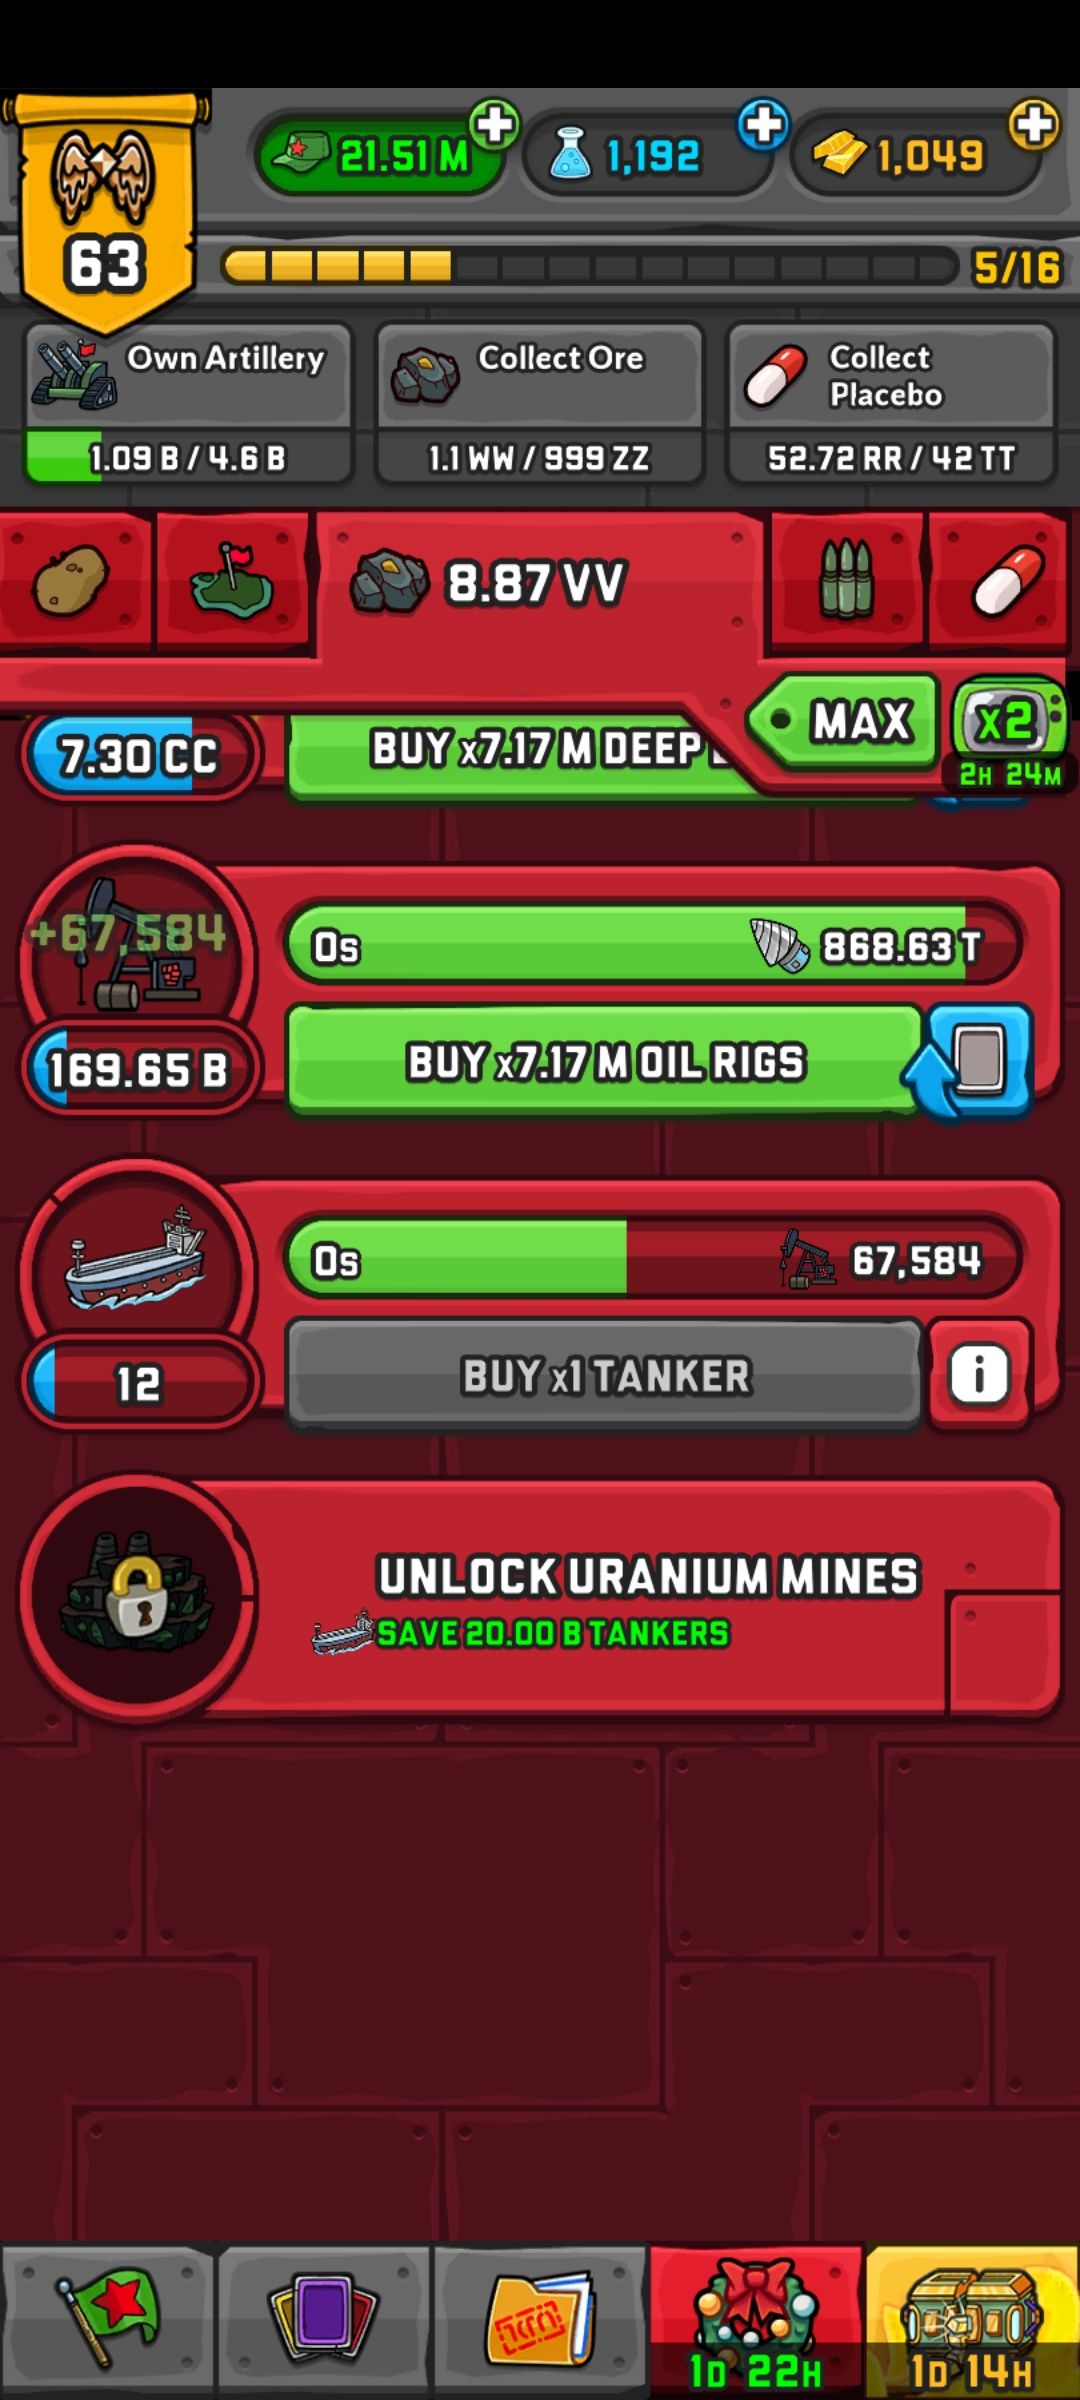 21.51 M
1,192
1,049
63
5/16
Own Artillery
1.09 B / 4.6 B
Collect Ore
1.1 WW / 999 ZZ
Collect
Placebo
52.72 RR / 42 TT
8.87 VV
MAX
x2
2H 24M
7.30 CC
BUY x7.17 M DEEP
+67,584
0s
868.63 T
169.65 B
BUY x7.17 M OIL RIGS
0s
67,584
12
BUY x1 TANKER
i
UNLOCK URANIUM MINES
SAVE 20.00 B TANKERS
1D 22H
1D 14H